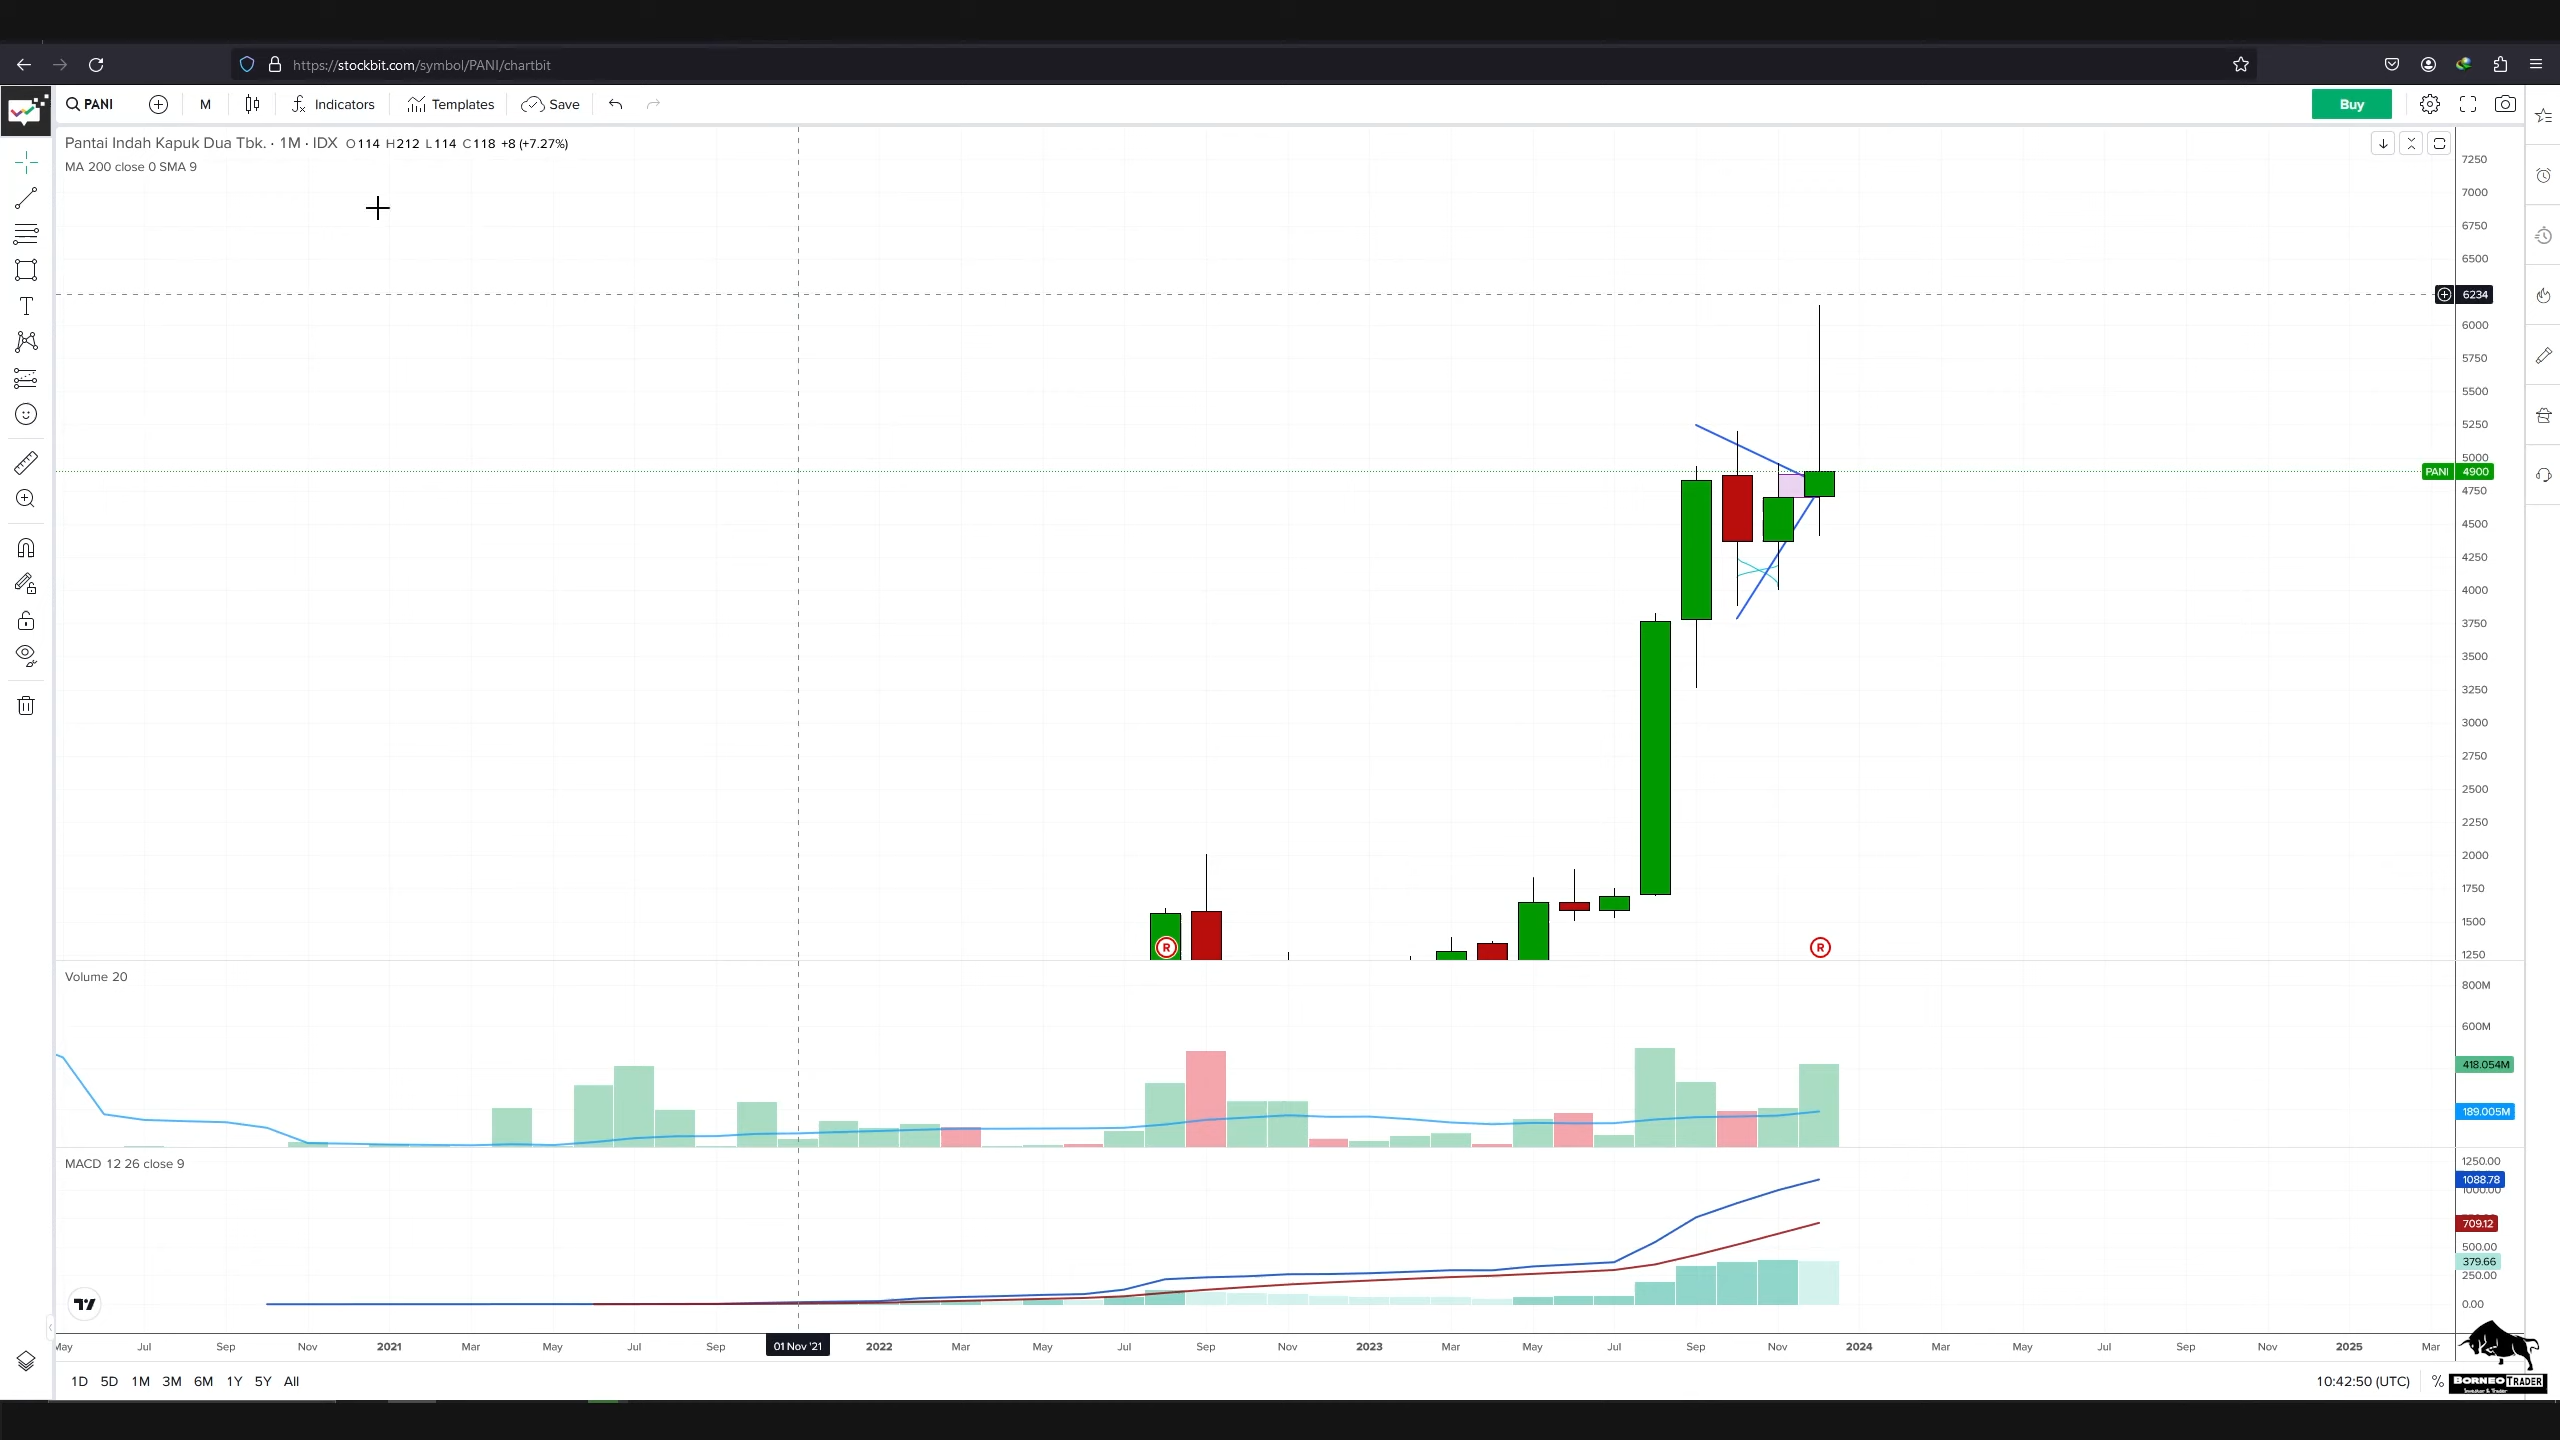 https://stockbit.com/symbol/PANI/chartbit
PANI M Indicators Templates Save Buy
Pantai Indah Kapuk Dua Tbk. · 1M · IDX O114 H212 L114 C118 +8 (+7.27%)
MA 200 close 0 SMA 9
7250
7000
6750
6500
6234
6000
5750
5500
5250
5000
PANI 4900
4750
4500
4250
4000
3750
3500
3250
3000
2750
2500
2250
2000
1750
1500
R R
1250
Volume 20
800M
600M
418.054M
189.005M
MACD 12 26 close 9
1250.00
1088.78
1000.00
709.12
500.00
379.66
250.00
0.00
May Jul Sep Nov 2021 Mar May Jul Sep 01 Nov '21 2022 Mar May Jul Sep Nov 2023 Mar May Jul Sep Nov 2024 Mar May Jul Sep Nov 2025 Mar
1D 5D 1M 3M 6M 1Y 5Y All 10:42:50 (UTC) %
BORNEO TRADER
Investor & Trader